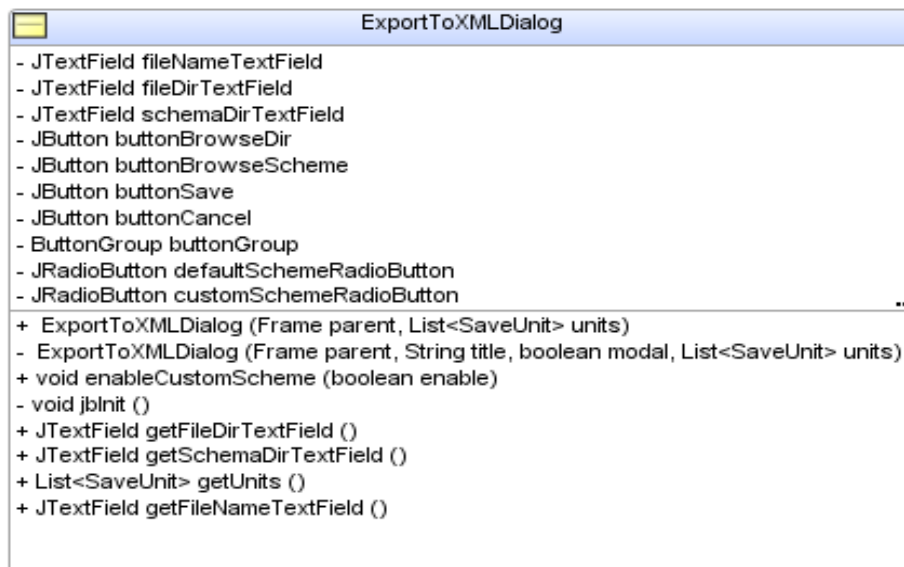 ExportToXMLDialog
- JTextField fileNameTextField
- JTextField fileDirTextField
- JTextField schemaDirTextField
- JButton buttonBrowseDir
- JButton buttonBrowseScheme
- JButton buttonSave
- JButton buttonCancel
- ButtonGroup buttonGroup
- JRadioButton defaultSchemeRadioButton
- JRadioButton customSchemeRadioButton
..
+ ExportToXMLDialog (Frame parent, List<SaveUnit> units)
- ExportToXMLDialog (Frame parent, String title, boolean modal, List<SaveUnit> units)
+ void enableCustomScheme (boolean enable)
- void jbInit ()
+ JTextField getFileDirTextField ()
+ JTextField getSchemaDirTextField ()
+ List<SaveUnit> getUnits ()
+ JTextField getFileNameTextField ()